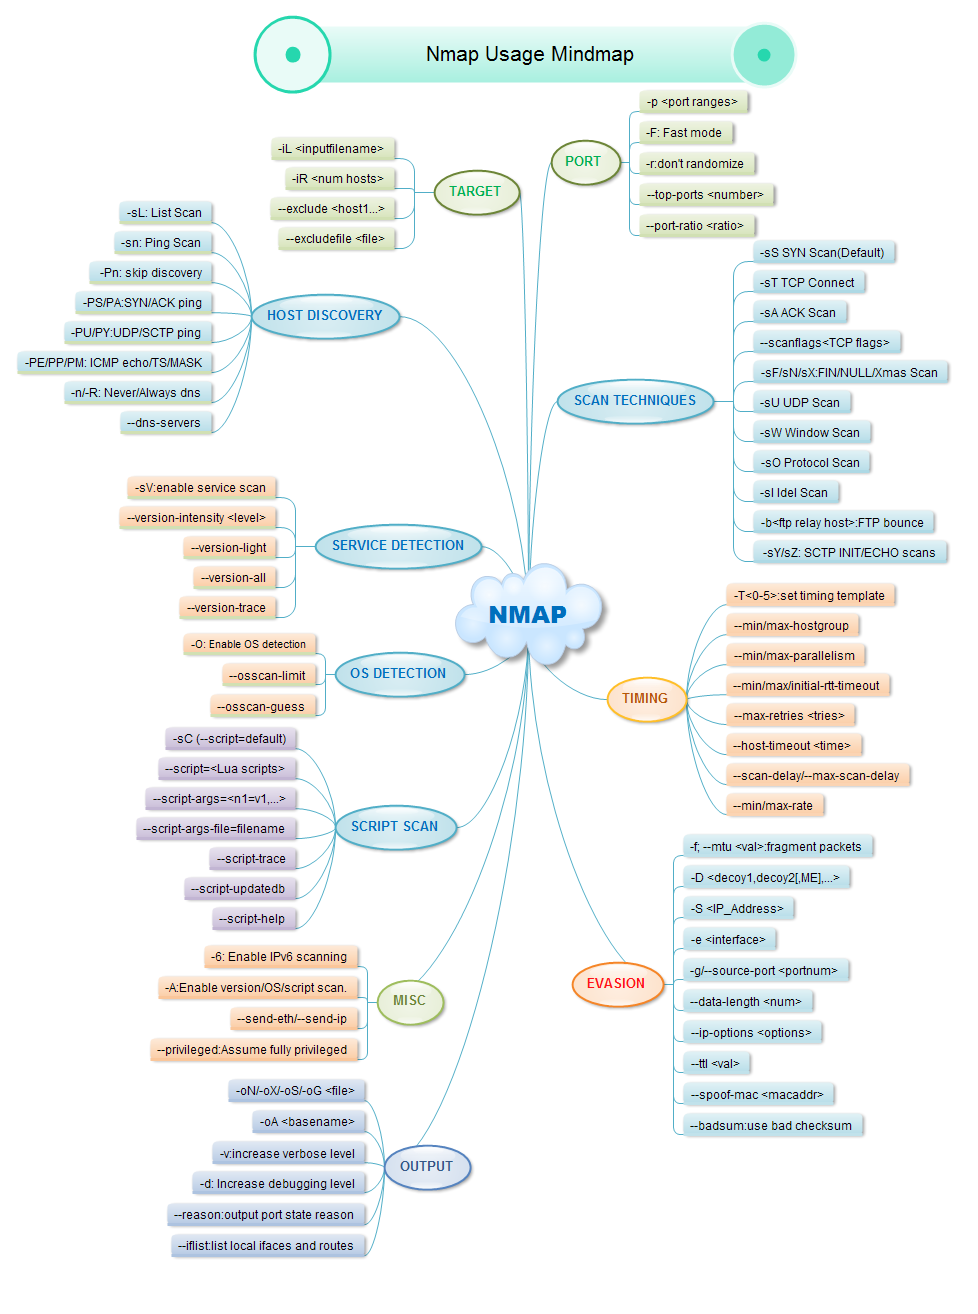 Nmap Usage Mindmap
-iL <inputfilename>
-iR <num hosts>
--exclude <host1...>
--excludefile <file>
TARGET
-p <port ranges>
-F: Fast mode
-r:don't randomize
--top-ports <number>
--port-ratio <ratio>
PORT
-sL: List Scan
-sn: Ping Scan
-Pn: skip discovery
-PS/PA:SYN/ACK ping
-PU/PY:UDP/SCTP ping
-PE/PP/PM: ICMP echo/TS/MASK
-n/-R: Never/Always dns
--dns-servers
HOST DISCOVERY
-sS SYN Scan(Default)
-sT TCP Connect
-sA ACK Scan
--scanflags<TCP flags>
-sF/sN/sX:FIN/NULL/Xmas Scan
-sU UDP Scan
-sW Window Scan
-sO Protocol Scan
-sI Idel Scan
-b<ftp relay host>:FTP bounce
-sY/sZ: SCTP INIT/ECHO scans
SCAN TECHNIQUES
-sV:enable service scan
--version-intensity <level>
--version-light
--version-all
--version-trace
SERVICE DETECTION
NMAP
-O: Enable OS detection
--osscan-limit
--osscan-guess
OS DETECTION
-T<0-5>:set timing template
--min/max-hostgroup
--min/max-parallelism
--min/max/initial-rtt-timeout
--max-retries <tries>
--host-timeout <time>
--scan-delay/--max-scan-delay
--min/max-rate
TIMING
-sC (--script=default)
--script=<Lua scripts>
--script-args=<n1=v1,...>
--script-args-file=filename
--script-trace
--script-updatedb
--script-help
SCRIPT SCAN
-f; --mtu <val>:fragment packets
-D <decoy1,decoy2[,ME],...>
-S <IP_Address>
-e <interface>
-g/--source-port <portnum>
--data-length <num>
--ip-options <options>
--ttl <val>
--spoof-mac <macaddr>
--badsum:use bad checksum
EVASION
-6: Enable IPv6 scanning
-A:Enable version/OS/script scan.
--send-eth/--send-ip
--privileged:Assume fully privileged
MISC
-oN/-oX/-oS/-oG <file>
-oA <basename>
-v:increase verbose level
-d: Increase debugging level
--reason:output port state reason
--iflist:list local ifaces and routes
OUTPUT